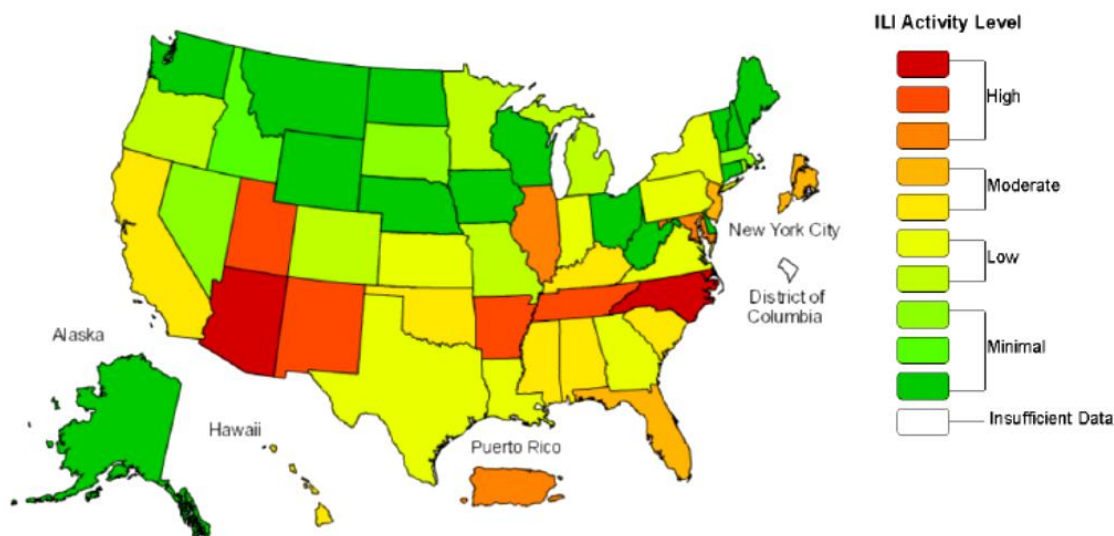 ILI Activity Level
High
Moderate
Low
Minimal
Insufficient Data
New York City
District of
Columbia
Alaska
Hawaii
Puerto Rico